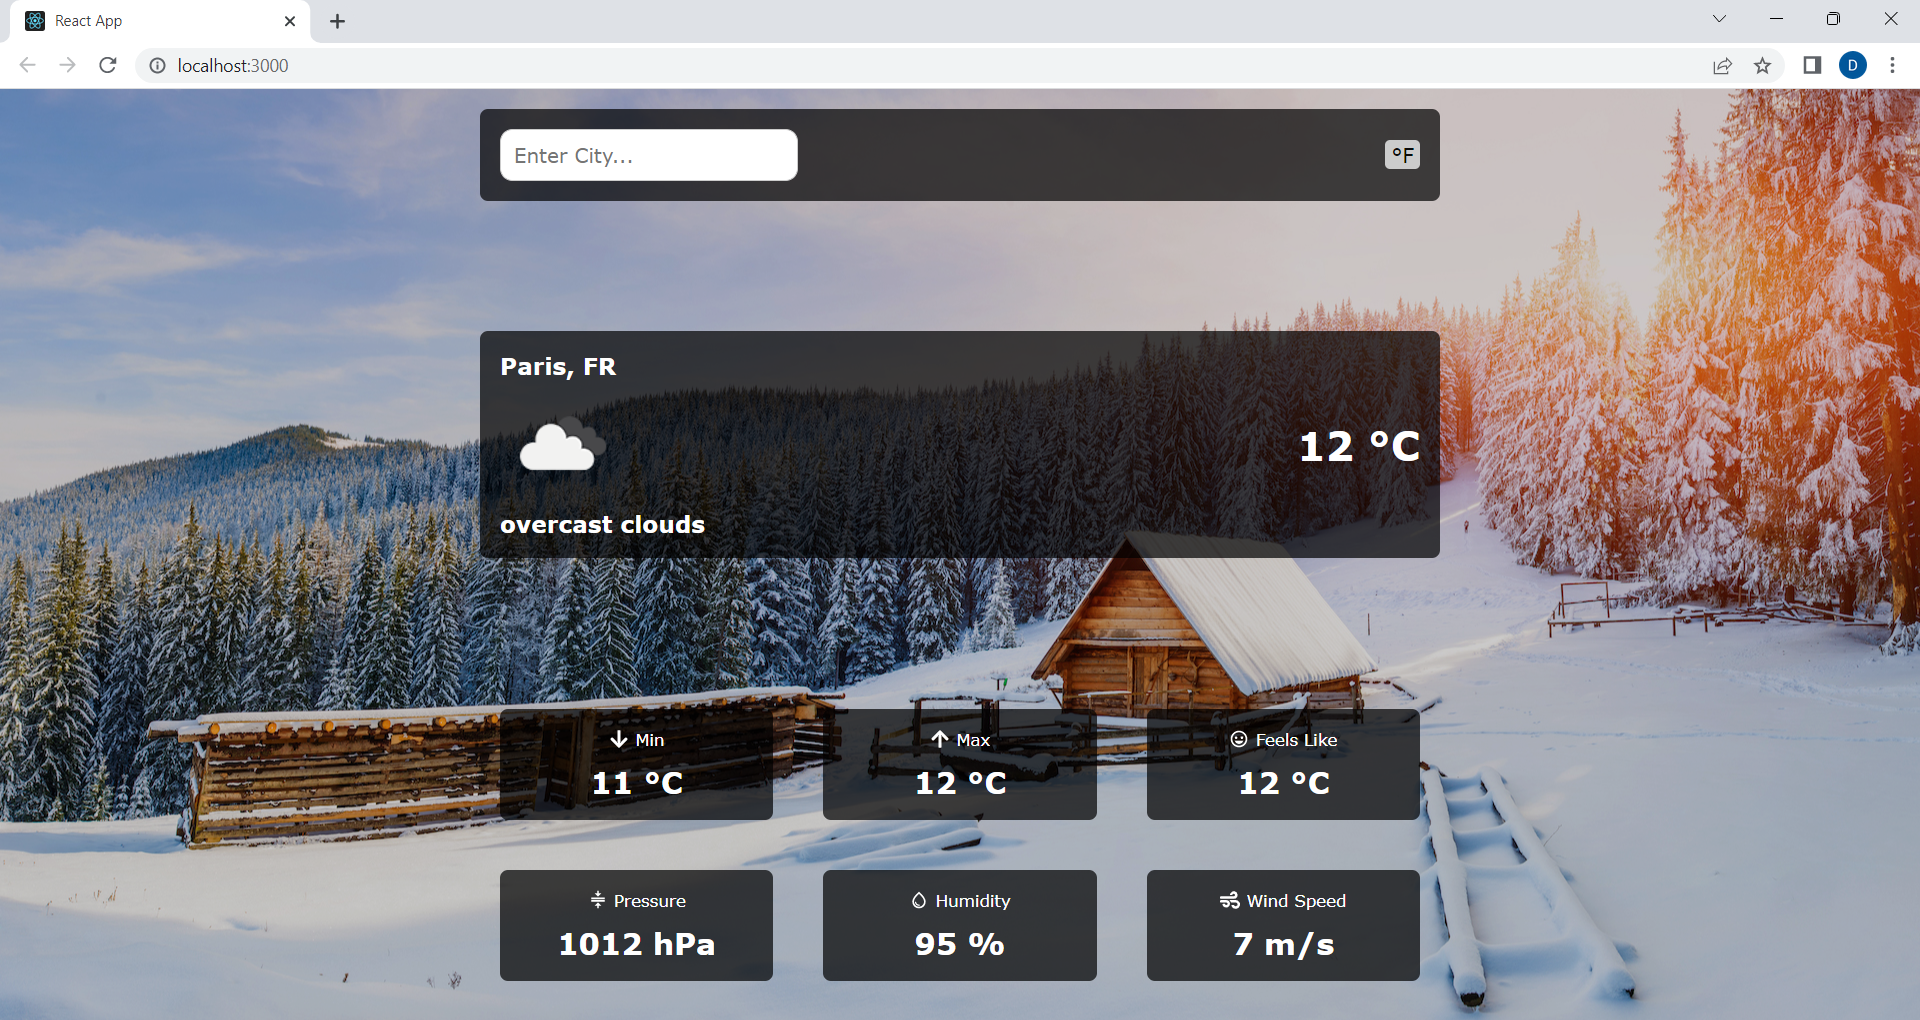 React App
localhost:3000
D
Enter City...
°F
Paris, FR
12 °C
overcast clouds
Min
11 °C
Max
12 °C
Feels Like
12 °C
Pressure
1012 hPa
Humidity
95 %
Wind Speed
7 m/s